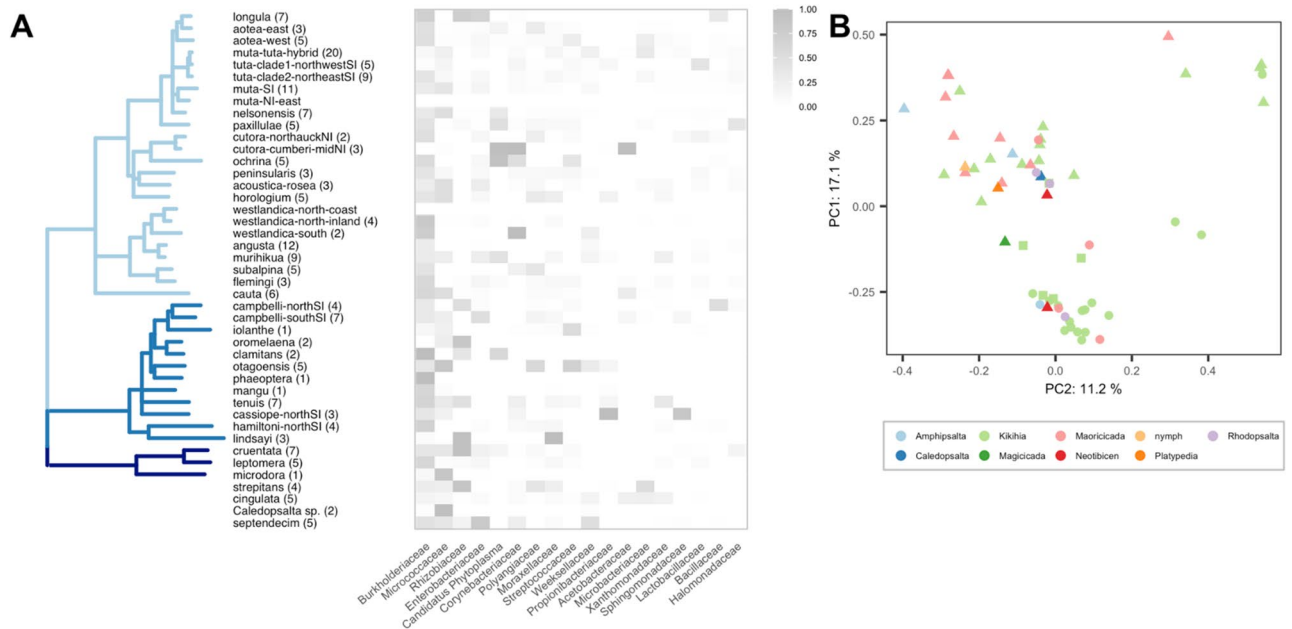 A
longula (7)
aotea-east (3)
aotea-west (5)
muta-tuta-hybrid (20)
tuta-clade1-northwestSI (5)
tuta-clade2-northeastSI (9)
muta-SI (11)
muta-NI-east
nelsonensis (7)
paxillulae (5)
cutora-northauckNI (2)
cutora-cumberi-midNI (3)
ochrina (5)
peninsularis (3)
acoustica-rosea (3)
horologium (5)
westlandica-north-coast
westlandica-north-inland (4)
westlandica-south (2)
angusta (12)
murihikua (9)
subalpina (5)
flemingi (3)
cauta (6)
campbelli-northSI (4)
campbelli-southSI (7)
iolanthe (1)
oromelaena (2)
clamitans (2)
otagoensis (5)
phaeoptera (1)
mangu (1)
tenuis (7)
cassiope-northSI (3)
hamiltoni-northSI (4)
lindsayi (3)
cruentata (7)
leptomera (5)
microdora (1)
strepitans (4)
cingulata (5)
Caledopsalta sp. (2)
septendecim (5)
Burkholderiaceae
Micrococcaceae
Rhizobiaceae
Enterobacteriaceae
Candidatus Phytoplasma
Corynebacteriaceae
Polyangiaceae
Moraxellaceae
Streptococcaceae
Weeksellaceae
Propionibacteriaceae
Acetobacteraceae
Microbacteriaceae
Xanthomonadaceae
Sphingomonadaceae
Lactobacillaceae
Bacillaceae
Halomonadaceae
1.00
0.75
0.50
0.25
0.00
B
PC1: 17.1 %
0.50
0.25
0.00
-0.25
-0.4
-0.2
0.0
0.2
0.4
PC2: 11.2 %
Amphipsalta
Kikihia
Maoricicada
nymph
Rhodopsalta
Caledopsalta
Magicicada
Neotibicen
Platypedia